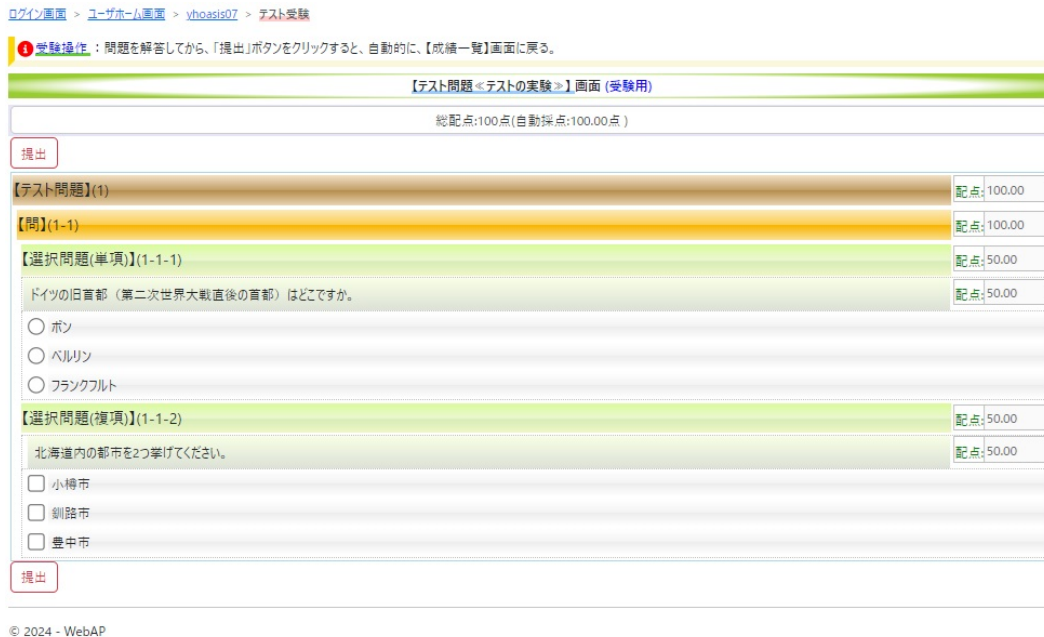 ログイン画面 > ユーザホーム画面 > yhoasis07 > テスト受験
受験操作 : 問題を解答してから、「提出」ボタンをクリックすると、自動的に、【成績一覧】画面に戻る。
【テスト問題≪テストの実験≫】画面 (受験用)
総配点:100点(自動採点:100.00点 )
提出
【テスト問題】(1) 配点: 100.00
【問】(1-1) 配点: 100.00
【選択問題(単項)】(1-1-1) 配点: 50.00
ドイツの旧首都（第二次世界大戦直後の首都）はどこですか。 配点: 50.00
ボン
ベルリン
フランクフルト
【選択問題(複項)】(1-1-2) 配点: 50.00
北海道内の都市を2つ挙げてください。 配点: 50.00
小樽市
釧路市
豊中市
提出
© 2024 - WebAP